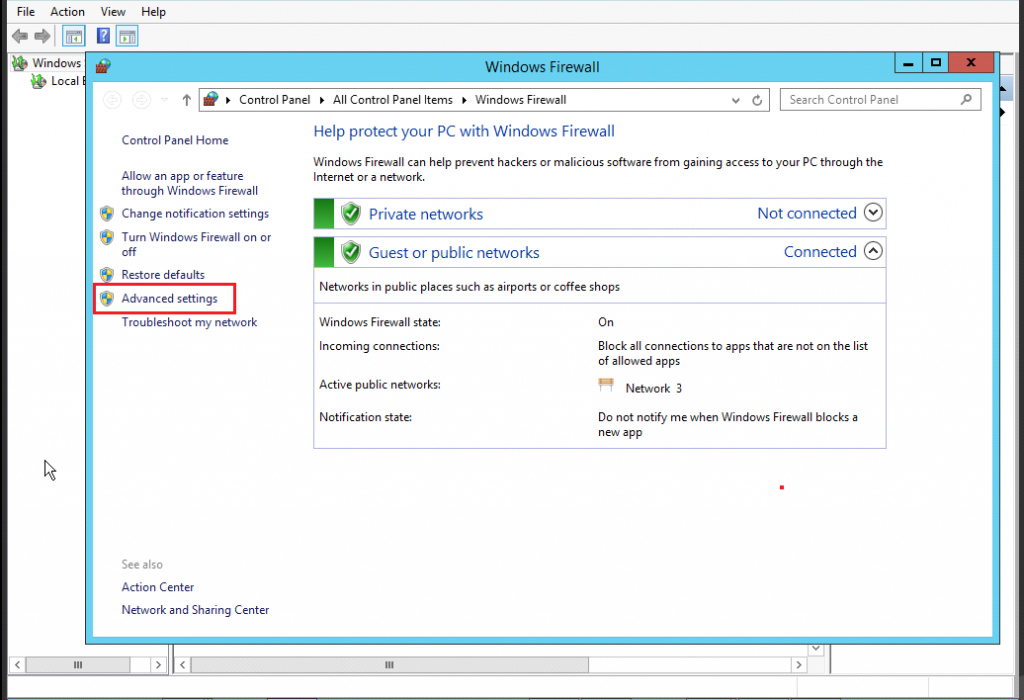 File Action View Help
Windows
Local
Windows Firewall
Control Panel All Control Panel Items Windows Firewall
Search Control Panel
Control Panel Home
Allow an app or feature
through Windows Firewall
Change notification settings
Turn Windows Firewall on or
off
Restore defaults
Advanced settings
Troubleshoot my network
Help protect your PC with Windows Firewall
Windows Firewall can help prevent hackers or malicious software from gaining access to your PC through the
Internet or a network.
Private networks Not connected
Guest or public networks Connected
Networks in public places such as airports or coffee shops
Windows Firewall state: On
Incoming connections: Block all connections to apps that are not on the list
of allowed apps
Active public networks: Network 3
Notification state: Do not notify me when Windows Firewall blocks a
new app
See also
Action Center
Network and Sharing Center